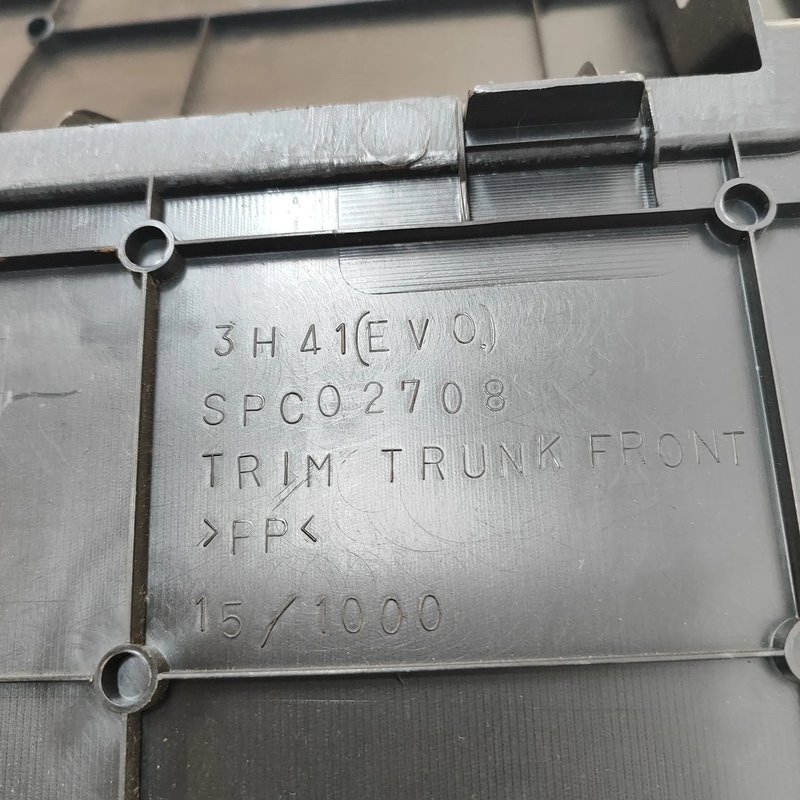 3H41(EVO)
SPC02708
TRIM TRUNK FRONT
>PP<
15/1000